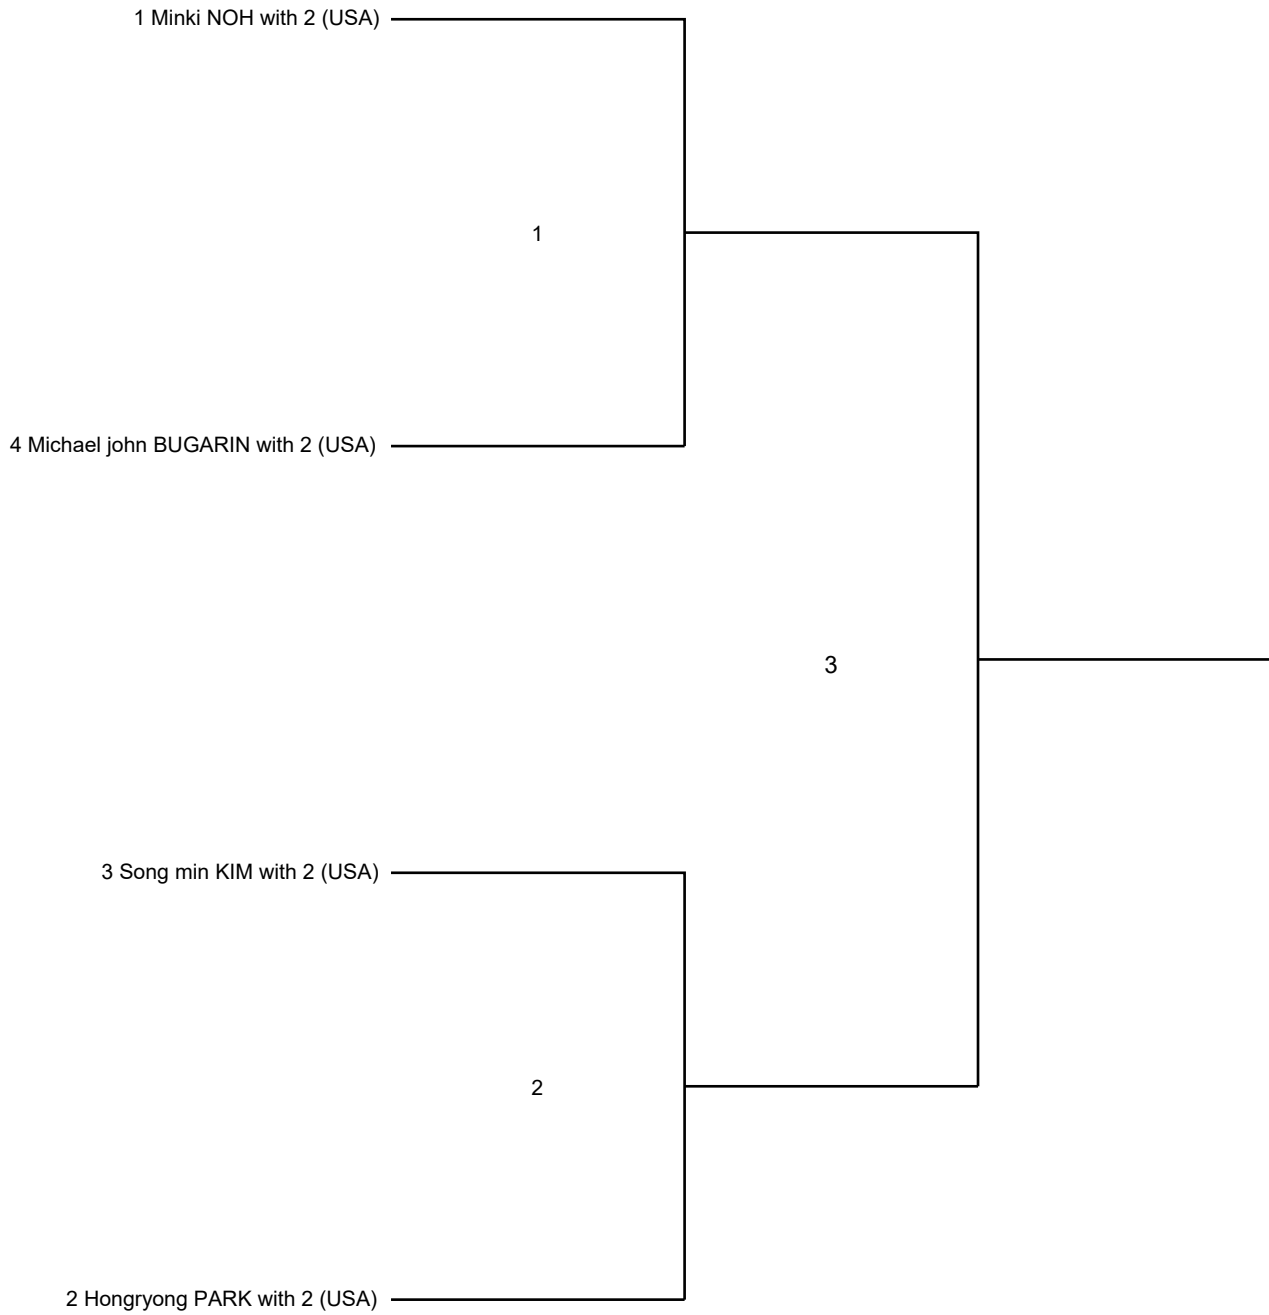 1 Minki NOH with 2 (USA)
1
4 Michael john BUGARIN with 2 (USA)
3
3 Song min KIM with 2 (USA)
2
2 Hongryong PARK with 2 (USA)